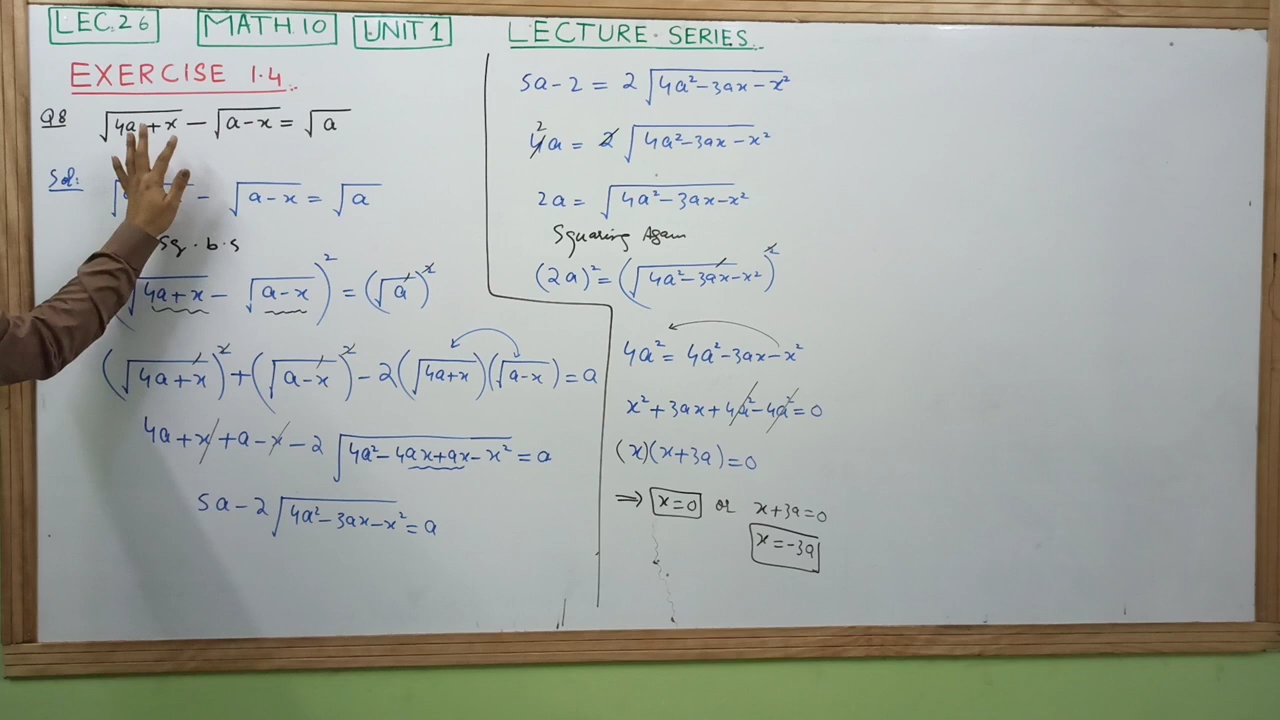 LEC.26 MATH 10 UNIT 1 LECTURE SERIES.
EXERCISE 1.4
Q8 √(4a+x) − √(a−x) = √a
Sol: − √(a−x) = √a
Sq. b. s
(√(4a+x) − √(a−x))² = (√a)²
(√(4a+x))² + (√(a−x))² − 2(√(4a+x))(√(a−x)) = a
4a+x+a−x−2√(4a²−4ax+ax−x²) = a
5a−2√(4a²−3ax−x²) = a
5a−2 = 2√(4a²−3ax−x²)
4a = 2√(4a²−3ax−x²)
2a = √(4a²−3ax−x²)
Squaring Again
(2a)² = (√(4a²−3ax−x²))²
4a² = 4a²−3ax−x²
x²+3ax+4a²−4a²=0
(x)(x+3a)=0
⇒ x=0 or x+3a=0
x=−3a